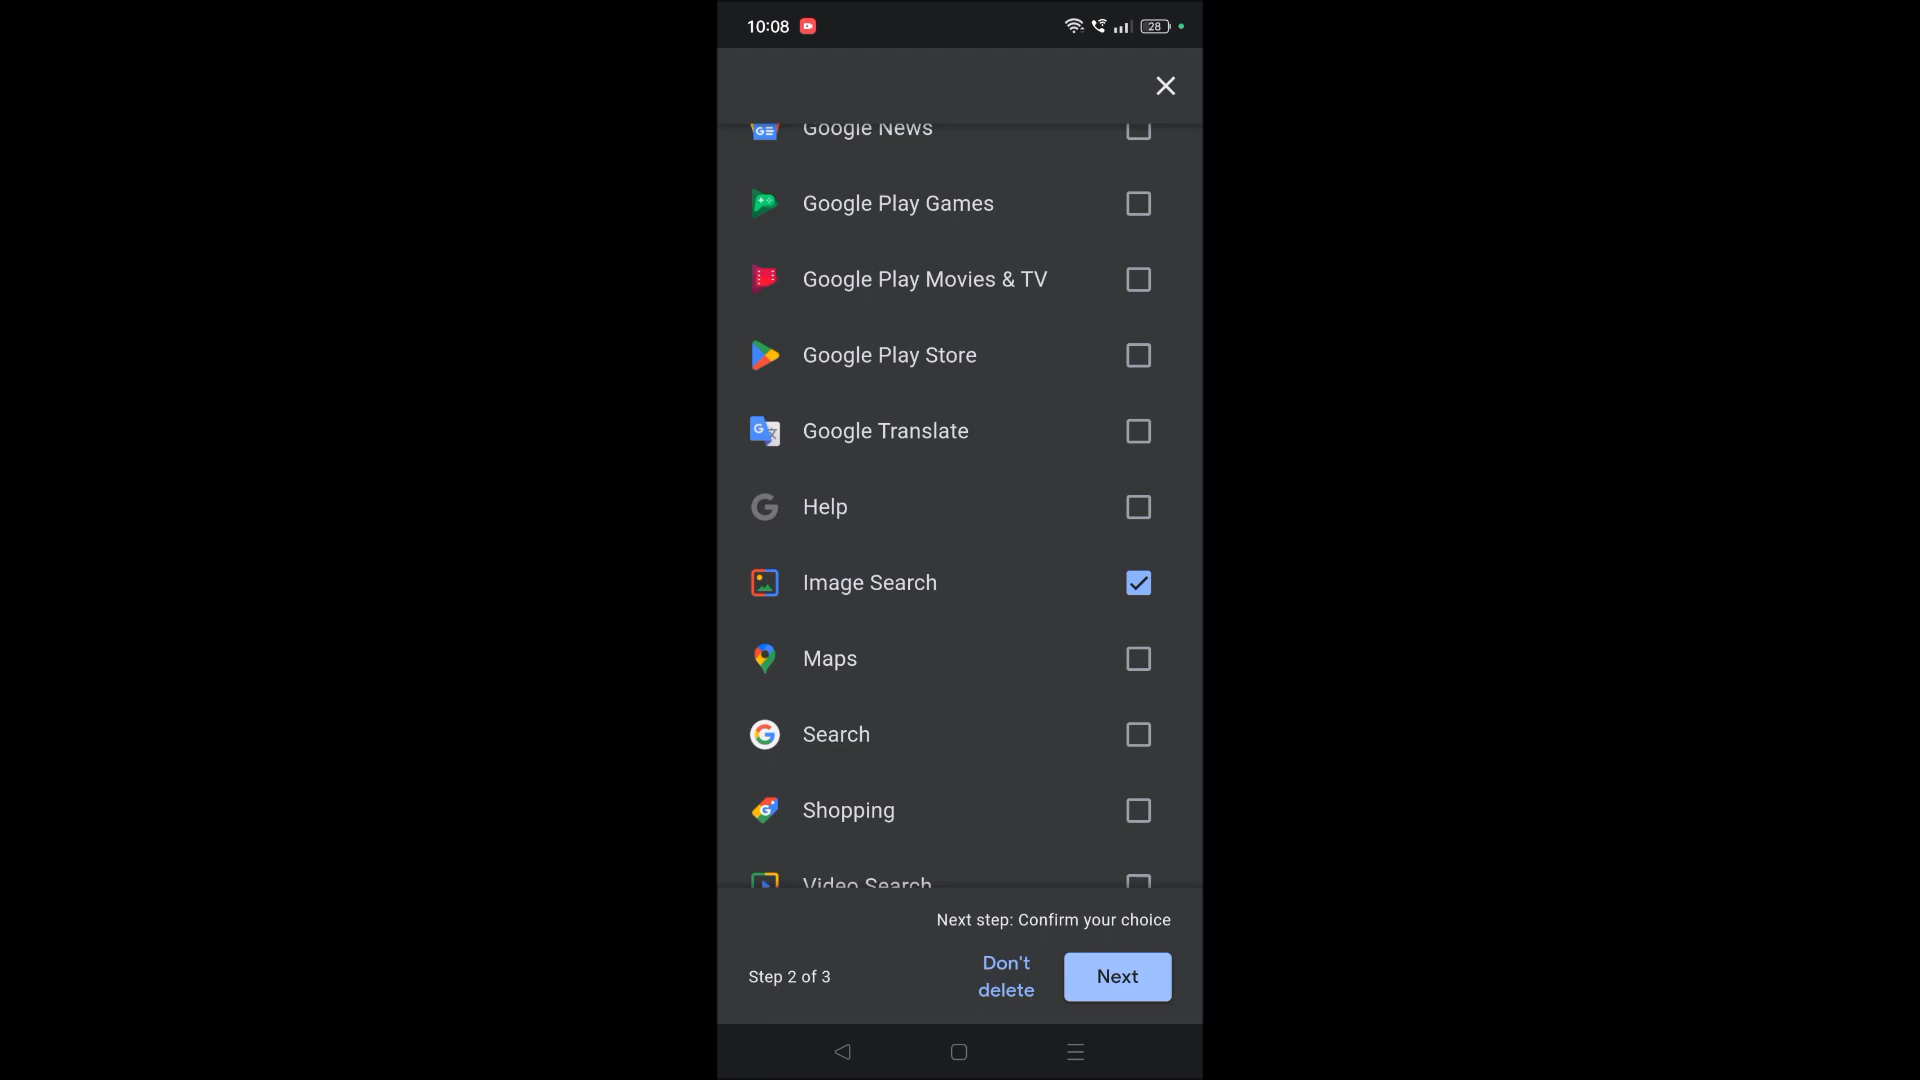 10:08
28
Google News
Google Play Games
Google Play Movies & TV
Google Play Store
Google Translate
Help
Image Search
Maps
Search
Shopping
Video Search
Next step: Confirm your choice
Step 2 of 3
Don't
delete
Next